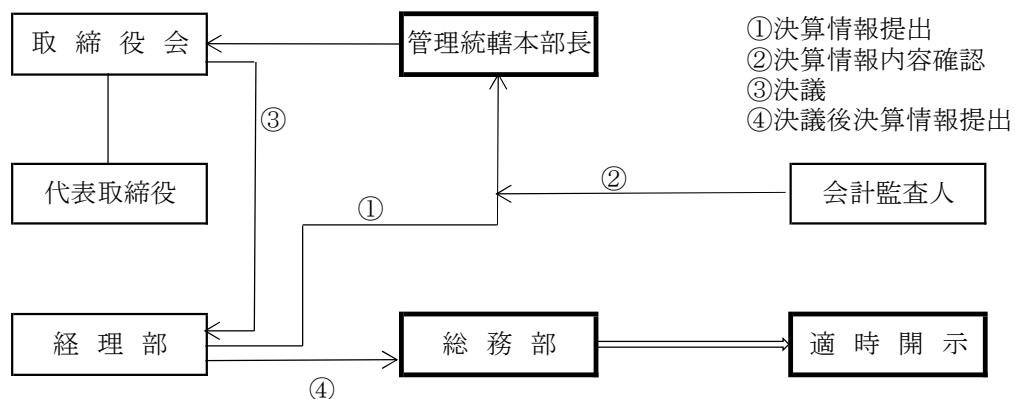 取締役会
管理統轄本部長
①決算情報提出
②決算情報内容確認
③決議
④決議後決算情報提出
③
代表取締役
②
会計監査人
①
経理部
総務部
適時開示
④